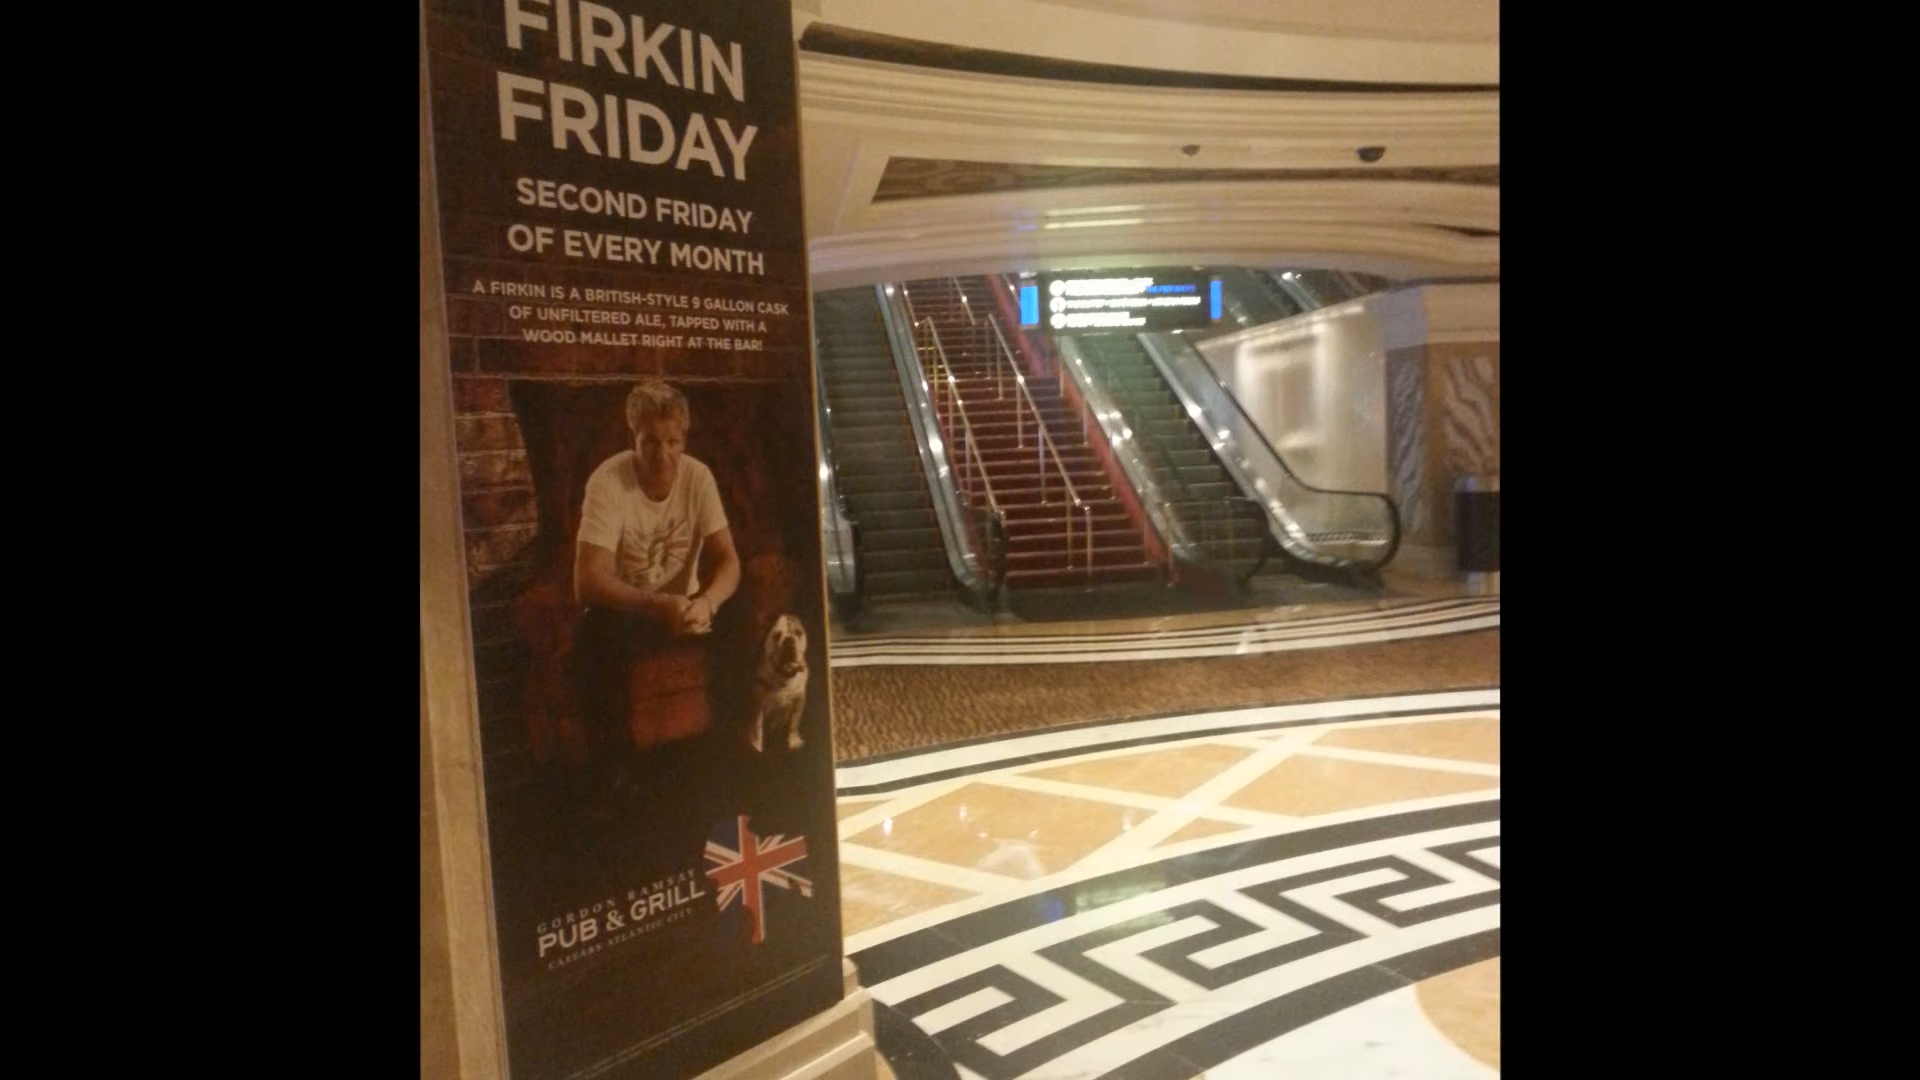 FIRKIN
FRIDAY
SECOND FRIDAY
OF EVERY MONTH
A FIRKIN IS A BRITISH-STYLE 9 GALLON CASK
OF UNFILTERED ALE, TAPPED WITH A
WOOD MALLET RIGHT AT THE BAR!
GORDON RAMSAY
PUB & GRILL
CAESARS ATLANTIC CITY